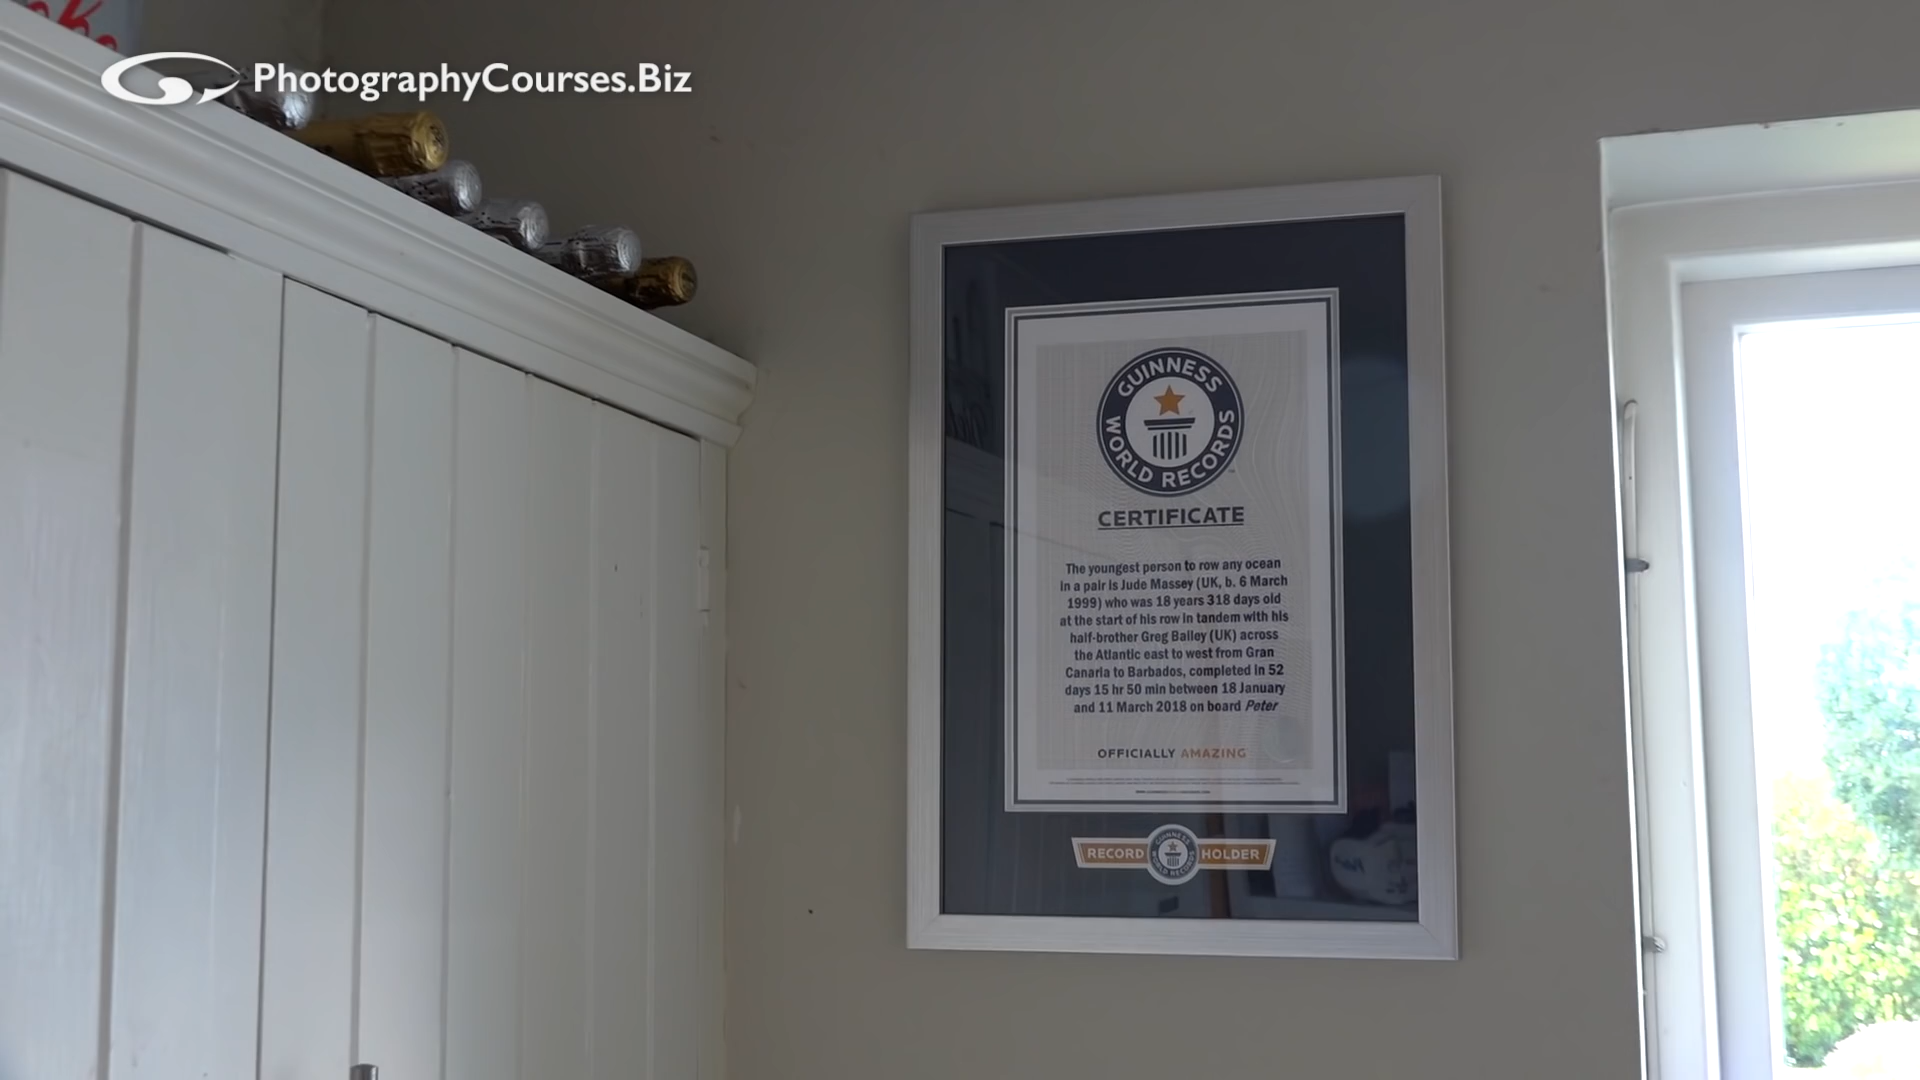 PhotographyCourses.Biz
GUINNESS
WORLD RECORDS
CERTIFICATE
The youngest person to row any ocean
in a pair is Jude Massey (UK, b. 6 March
1999) who was 18 years 318 days old
at the start of his row in tandem with his
half-brother Greg Bailey (UK) across
the Atlantic east to west from Gran
Canaria to Barbados, completed in 52
days 15 hr 50 min between 18 January
and 11 March 2018 on board Peter
OFFICIALLY AMAZING
RECORD HOLDER
GUINNESS
WORLD RECORDS